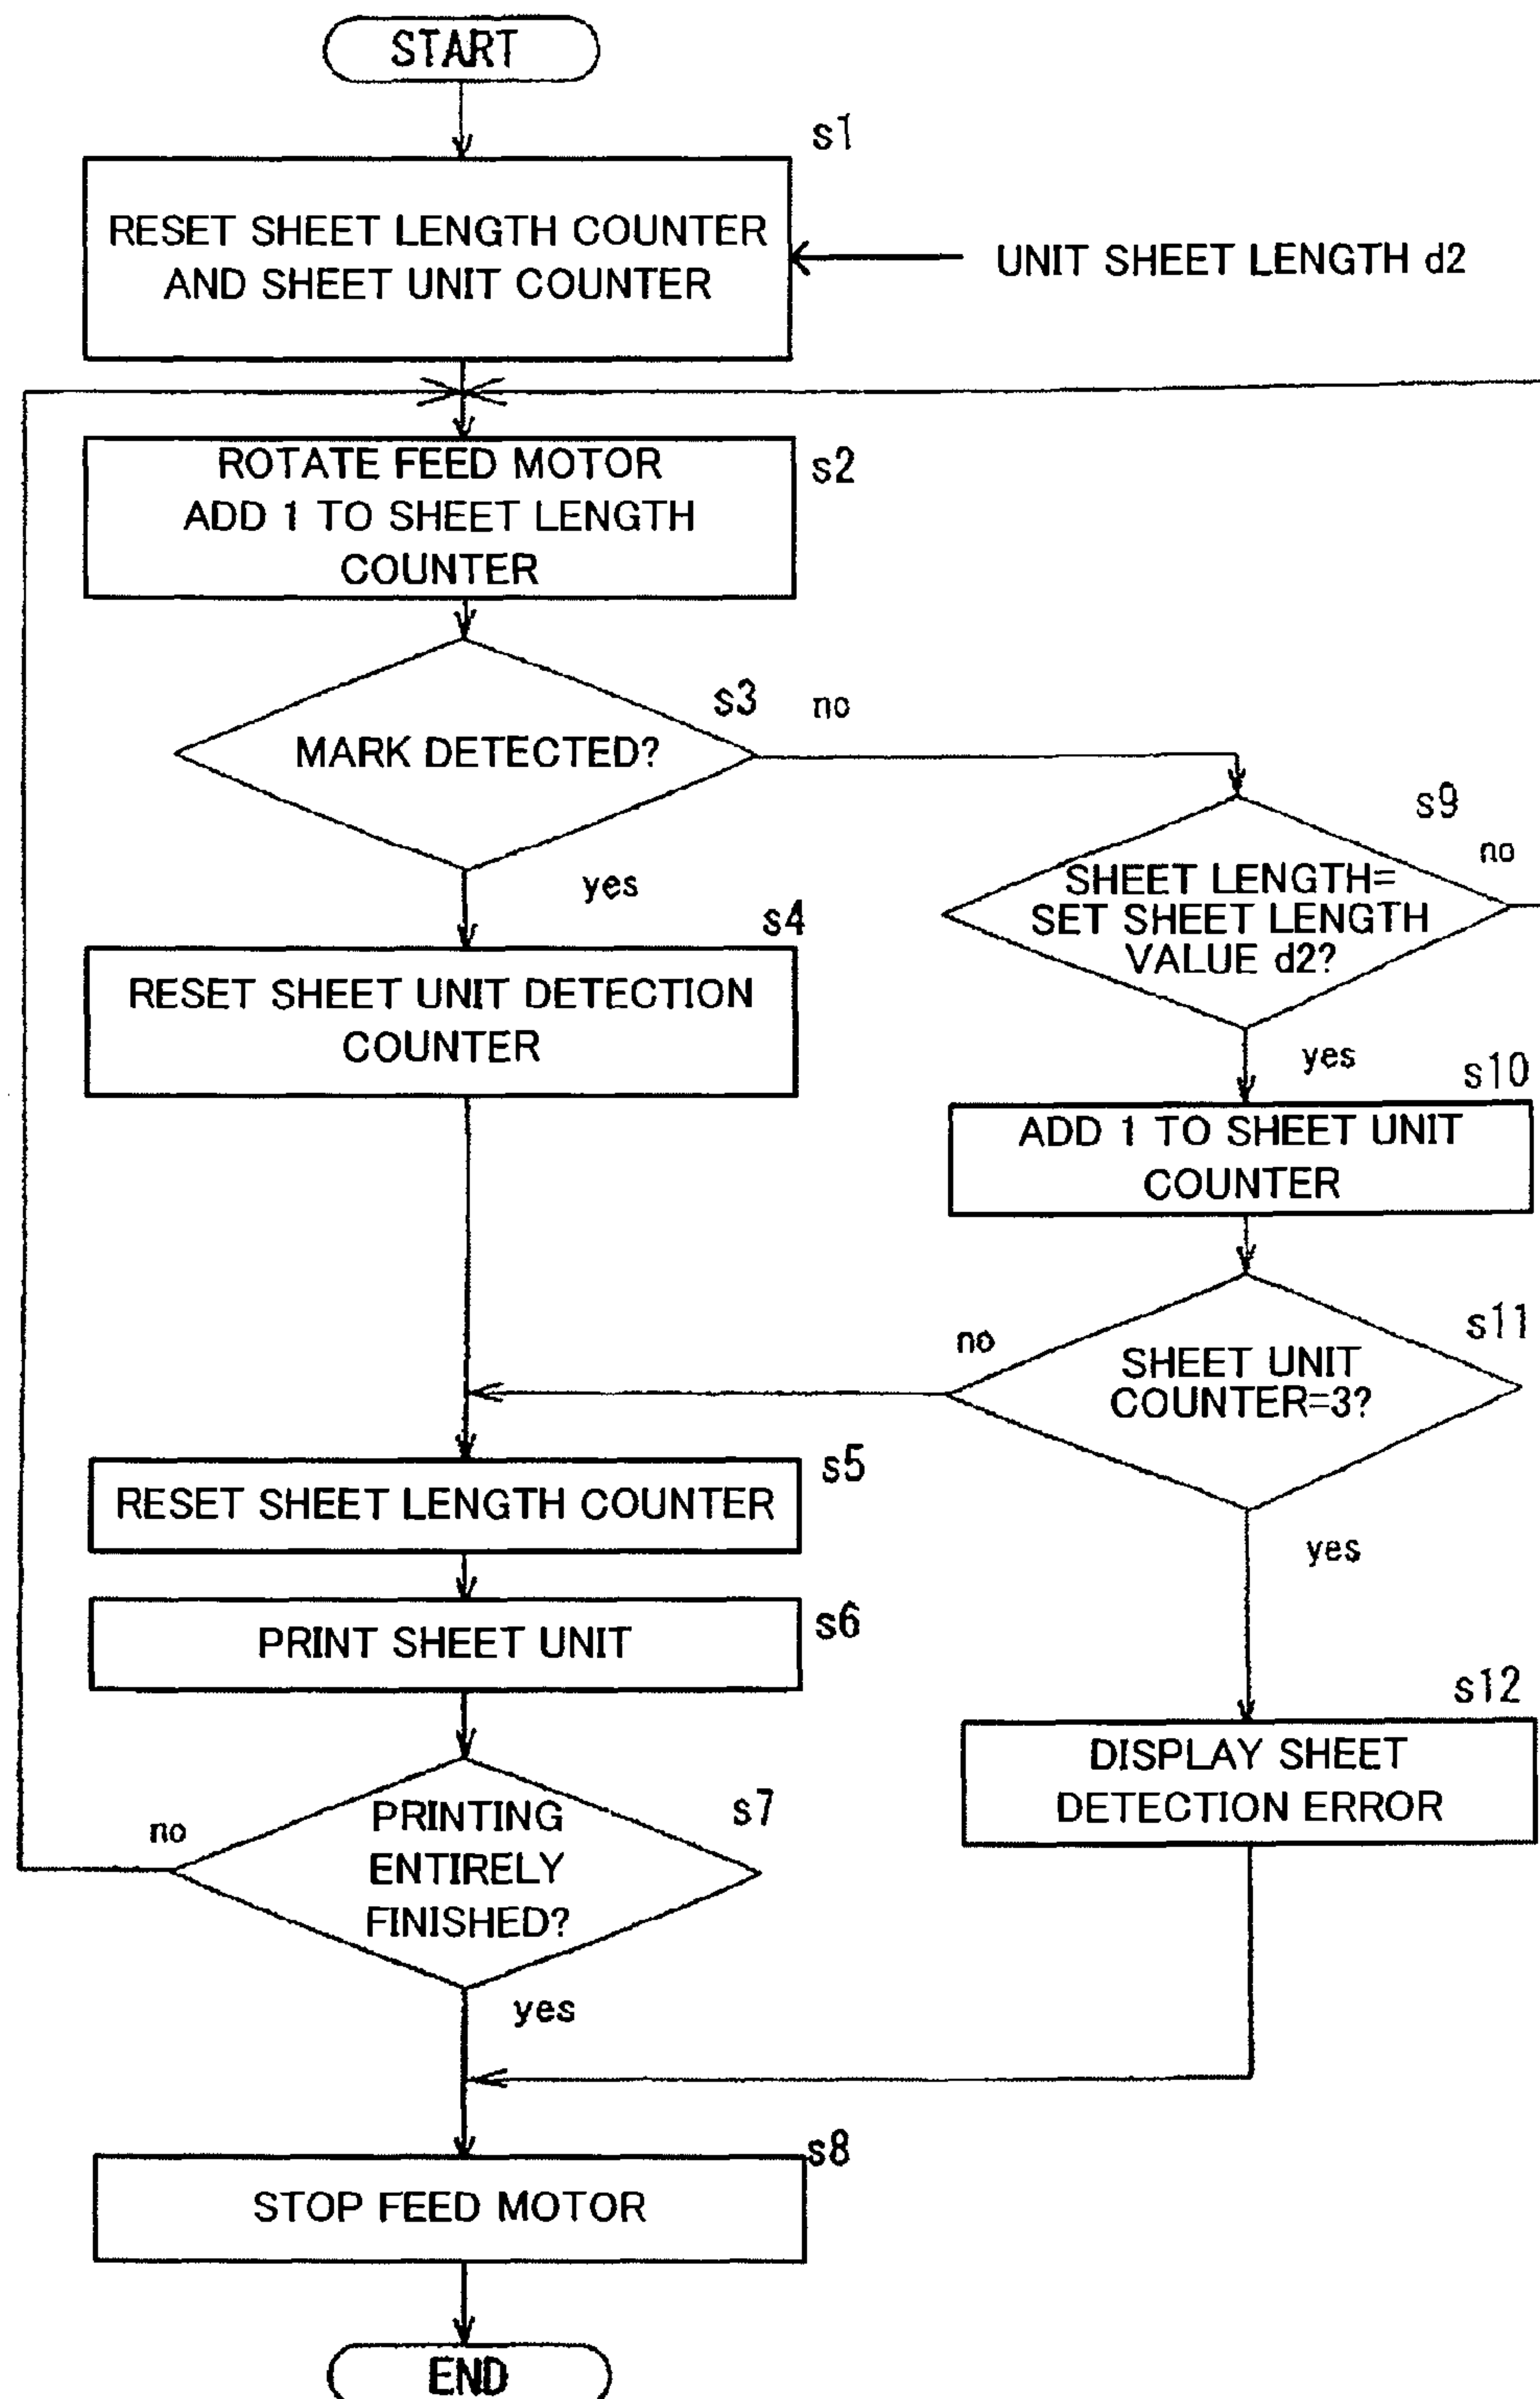 START
s1
RESET SHEET LENGTH COUNTER
AND SHEET UNIT COUNTER
UNIT SHEET LENGTH d2
ROTATE FEED MOTOR
ADD 1 TO SHEET LENGTH
COUNTER
s2
MARK DETECTED?
s3
no
yes
s4
RESET SHEET UNIT DETECTION
COUNTER
s9
no
SHEET LENGTH=
SET SHEET LENGTH
VALUE d2?
yes
s10
ADD 1 TO SHEET UNIT
COUNTER
s11
no
SHEET UNIT
COUNTER=3?
yes
s5
RESET SHEET LENGTH COUNTER
s6
PRINT SHEET UNIT
s12
DISPLAY SHEET
DETECTION ERROR
s7
no
PRINTING
ENTIRELY
FINISHED?
yes
s8
STOP FEED MOTOR
END